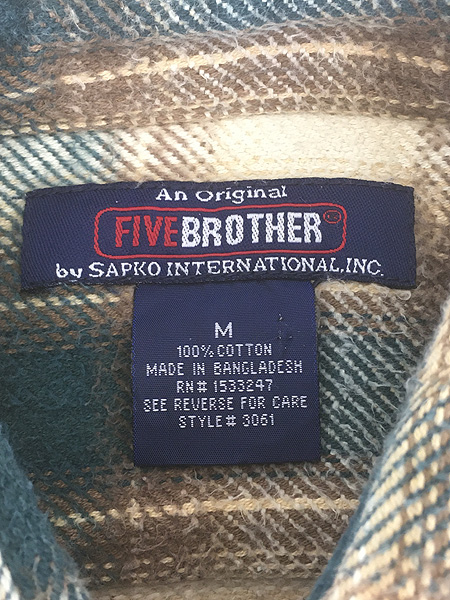 An Original
FIVEBROTHER
by SAPKO INTERNATIONAL,INC.
M
100% COTTON
MADE IN BANGLADESH
RN# 1533247
SEE REVERSE FOR CARE
STYLE# 3061